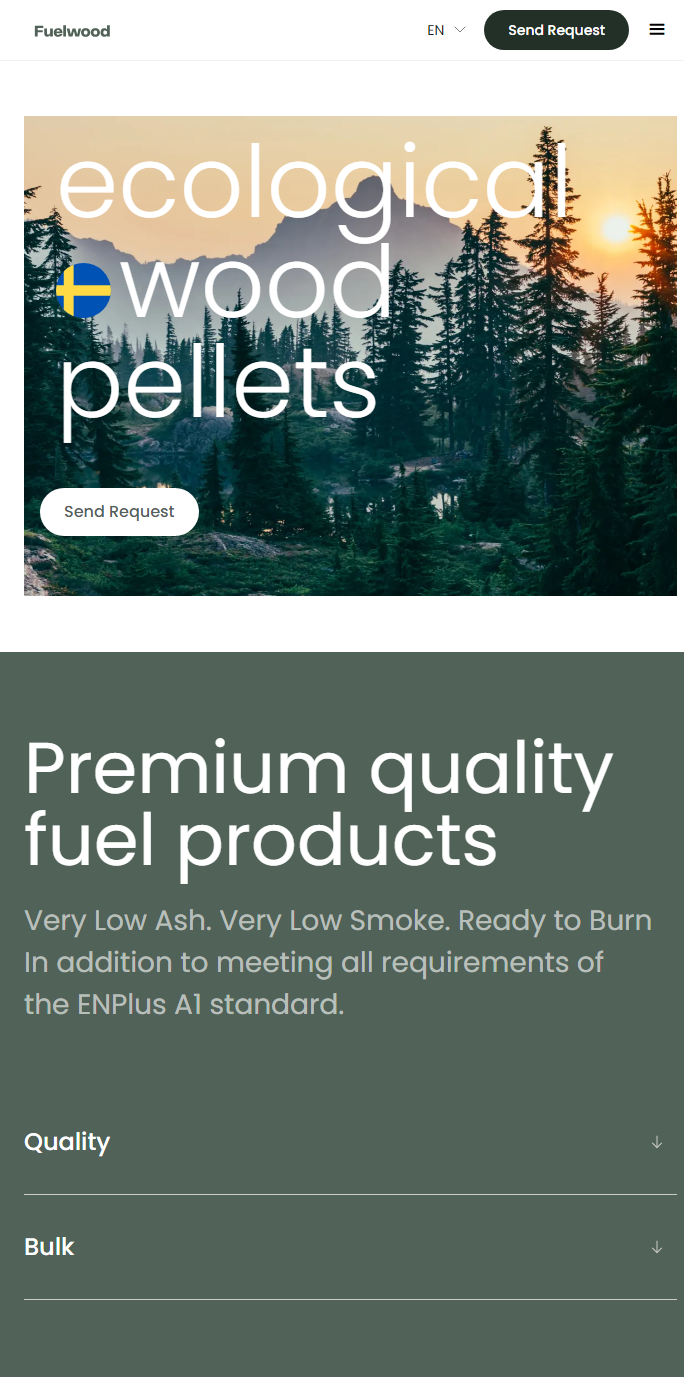 Fuelwood
EN
Send Request
ecological
wood
pellets
Send Request
Premium quality
fuel products
Very Low Ash. Very Low Smoke. Ready to Burn
In addition to meeting all requirements of
the ENPlus A1 standard.
Quality
Bulk